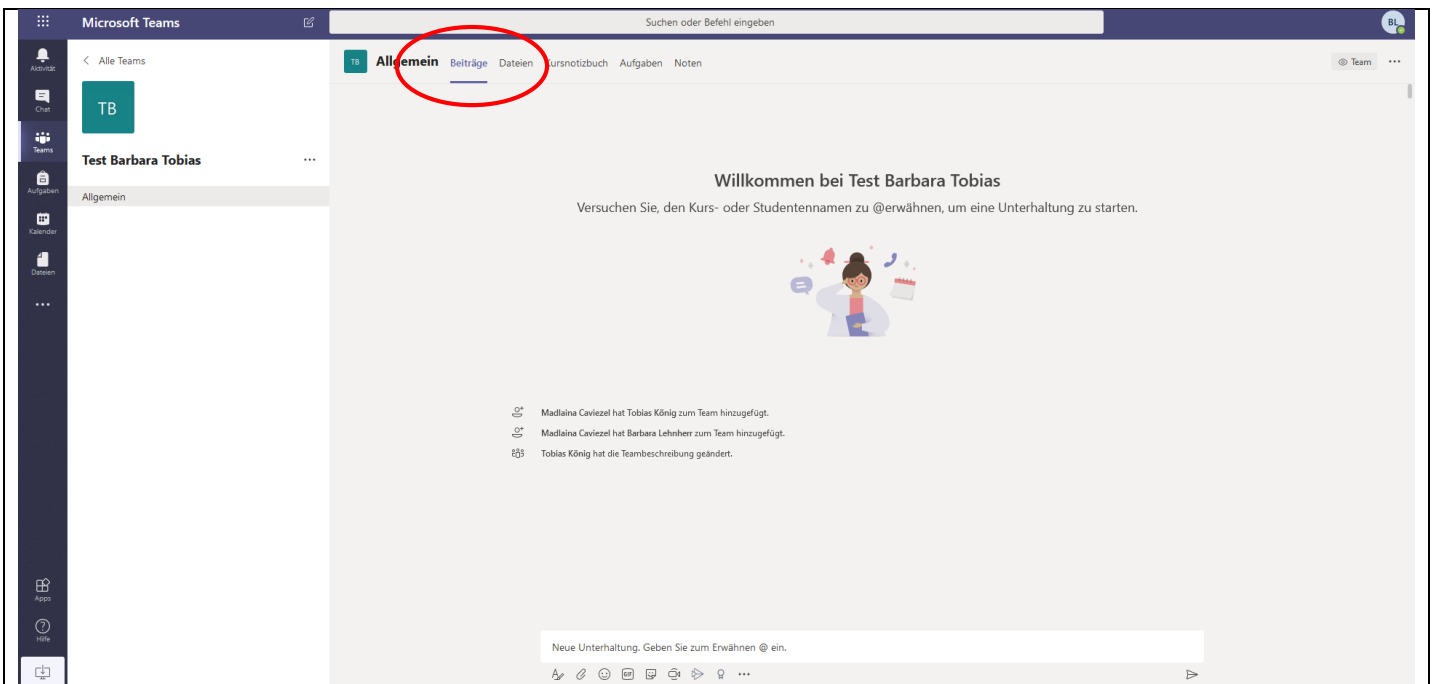 Microsoft Teams
Suchen oder Befehl eingeben
BL
Aktivität
Chat
Teams
Aufgaben
Kalender
Dateien
Apps
Hilfe
Alle Teams
TB
Test Barbara Tobias
Allgemein
TB Allgemein Beiträge Dateien Kursnotizbuch Aufgaben Noten
Team
Willkommen bei Test Barbara Tobias
Versuchen Sie, den Kurs- oder Studentennamen zu @erwähnen, um eine Unterhaltung zu starten.
Madlaina Caviezel hat Tobias König zum Team hinzugefügt.
Madlaina Caviezel hat Barbara Lehnherr zum Team hinzugefügt.
Tobias König hat die Teambeschreibung geändert.
Neue Unterhaltung. Geben Sie zum Erwähnen @ ein.
GIF